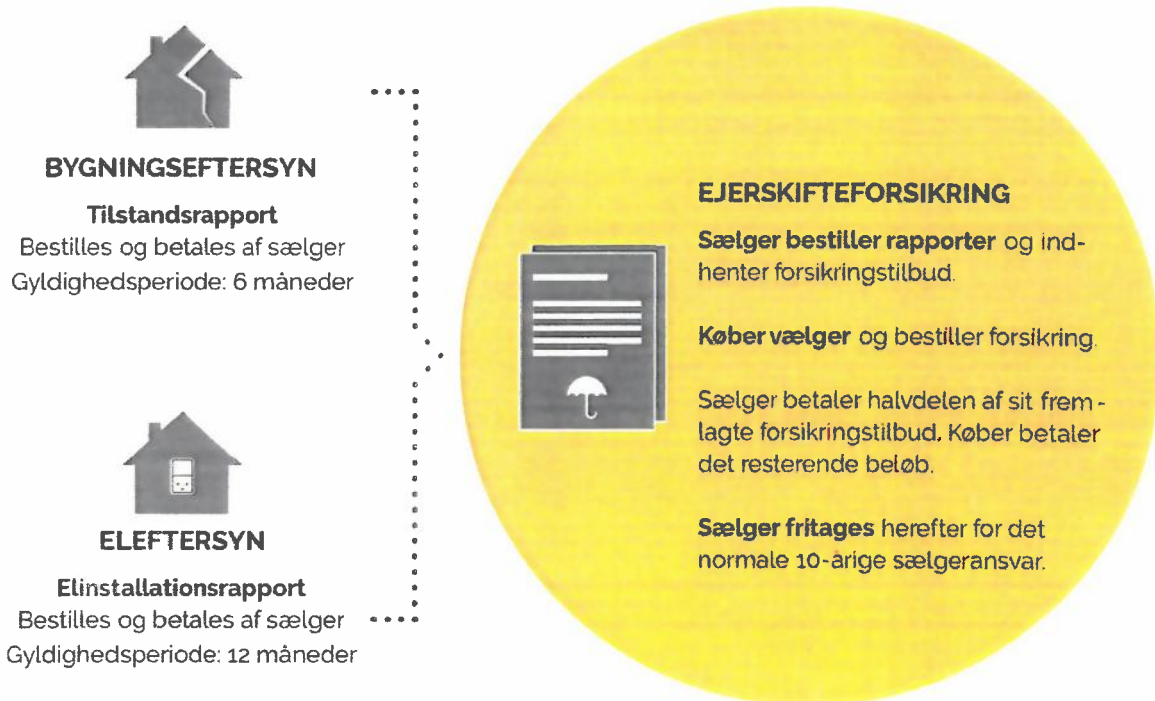 BYGNINGSEFTERSYN
Tilstandsrapport
Bestilles og betales af sælger
Gyldighedsperiode: 6 måneder
ELEFTERSYN
Elinstallationsrapport
Bestilles og betales af sælger
Gyldighedsperiode: 12 måneder
EJERSKIFTEFORSIKRING
Sælger bestiller rapporter og ind-
henter forsikringstilbud.
Køber vælger og bestiller forsikring.
Sælger betaler halvdelen af sit frem-
lagte forsikringstilbud. Køber betaler
det resterende beløb.
Sælger fritages herefter for det
normale 10-årige sælgeransvar.